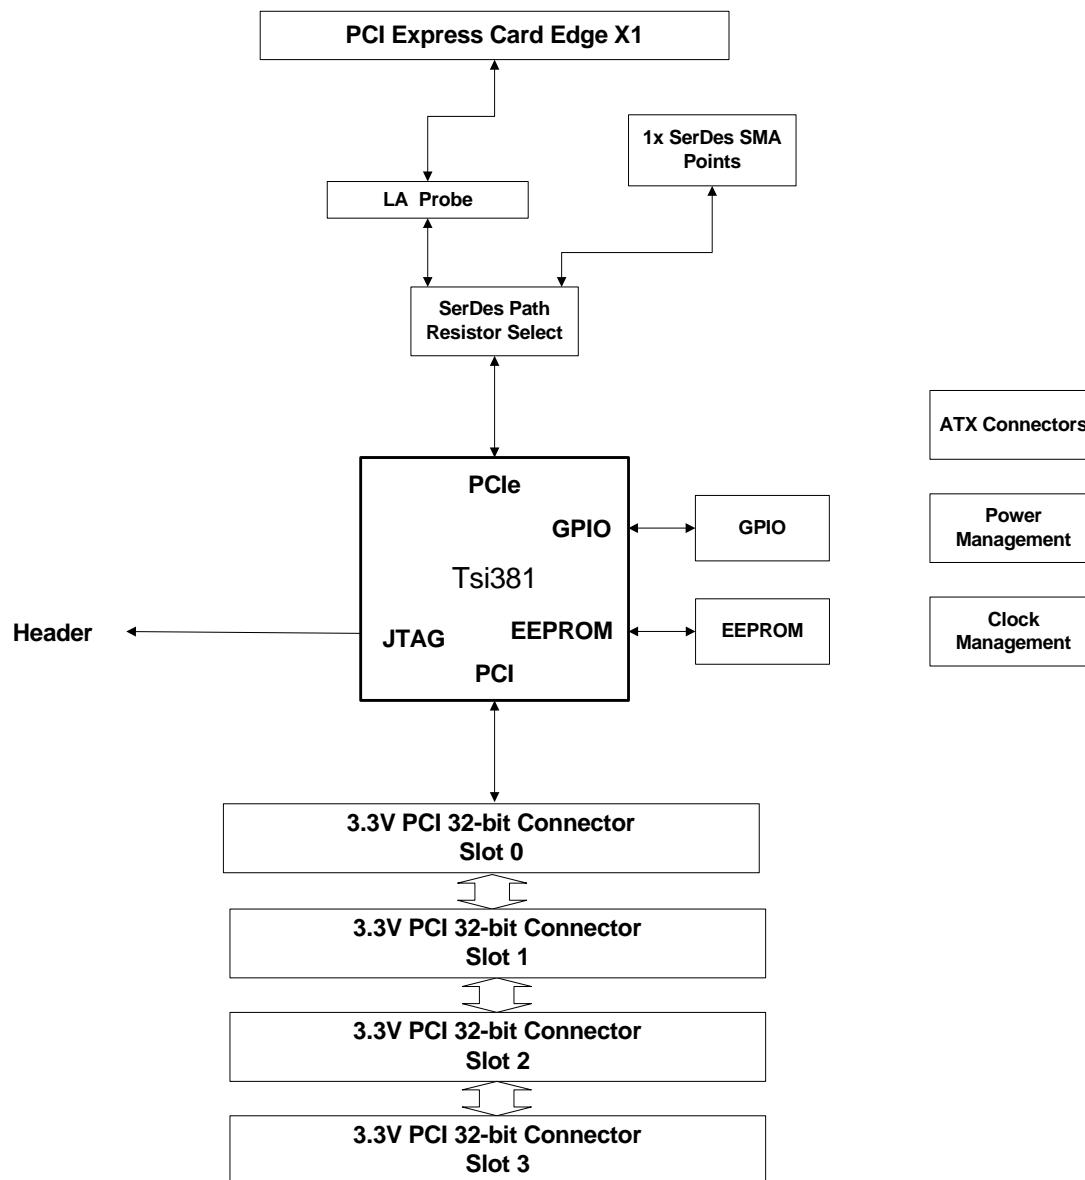 PCI Express Card Edge X1
1x SerDes SMA
Points
LA Probe
SerDes Path
Resistor Select
ATX Connectors
PCIe
GPIO
GPIO
Power
Management
Tsi381
Header
JTAG
EEPROM
EEPROM
Clock
Management
PCI
3.3V PCI 32-bit Connector
Slot 0
3.3V PCI 32-bit Connector
Slot 1
3.3V PCI 32-bit Connector
Slot 2
3.3V PCI 32-bit Connector
Slot 3